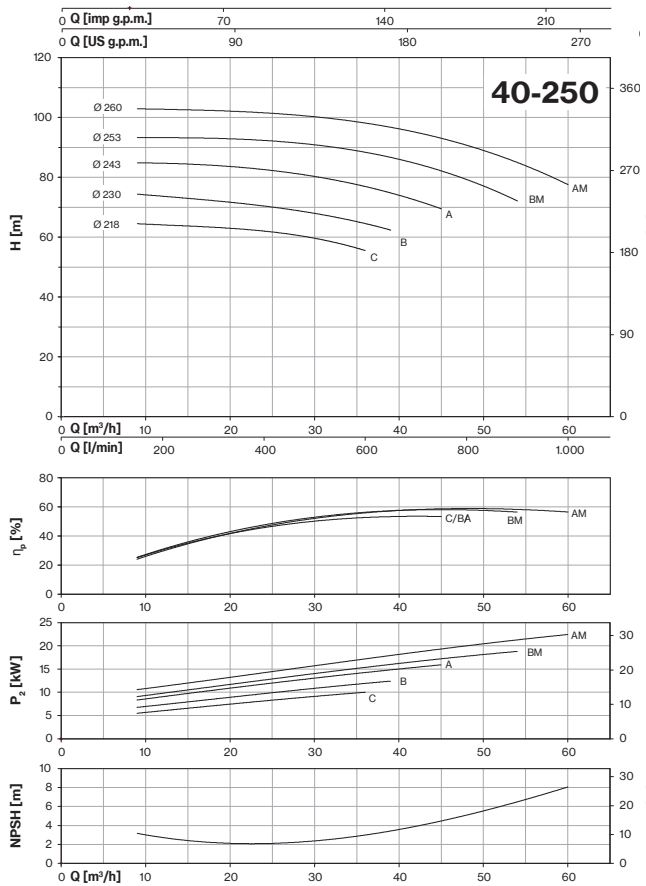 0 Q [imp g.p.m.] 70 140 210
0 Q [US g.p.m.] 90 180 270
40-250
120 100 80 60 40 20 0
H [m]
360 270 180 90 0
Ø 260
Ø 253
Ø 243
Ø 230
Ø 218
AM
BM
A
B
C
0 Q [m³/h] 10 20 30 40 50 60
0 Q [l/min] 200 400 600 800 1.000
80 60 40 20 0
ηp [%]
C/B/A
BM
AM
0 10 20 30 40 50 60
25 20 15 10 5 0
P₂ [kW]
30 20 10 0
AM
BM
A
B
C
0 10 20 30 40 50 60
10 8 6 4 2 0
NPSH [m]
30 20 10 0
0 Q [m³/h] 10 20 30 40 50 60